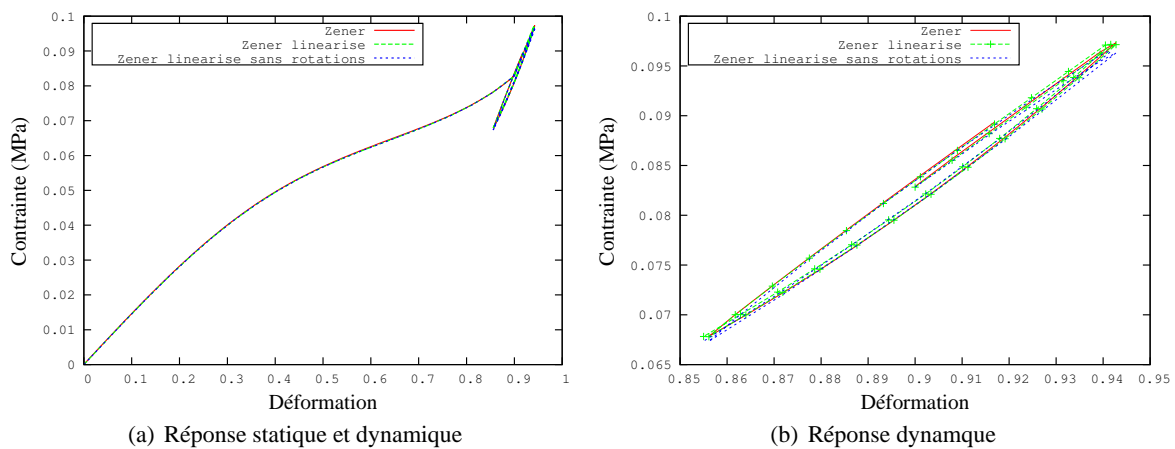 0.1
0.09
0.08
0.07
0.06
0.05
0.04
0.03
0.02
0.01
0
Contrainte (MPa)
Zener
Zener linearise
Zener linearise sans rotations
0 0.1 0.2 0.3 0.4 0.5 0.6 0.7 0.8 0.9 1
Déformation
(a) Réponse statique et dynamique
0.1
0.095
0.09
0.085
0.08
0.075
0.07
0.065
Contrainte (MPa)
Zener
Zener linearise
Zener linearise sans rotations
0.85 0.86 0.87 0.88 0.89 0.9 0.91 0.92 0.93 0.94 0.95
Déformation
(b) Réponse dynamque